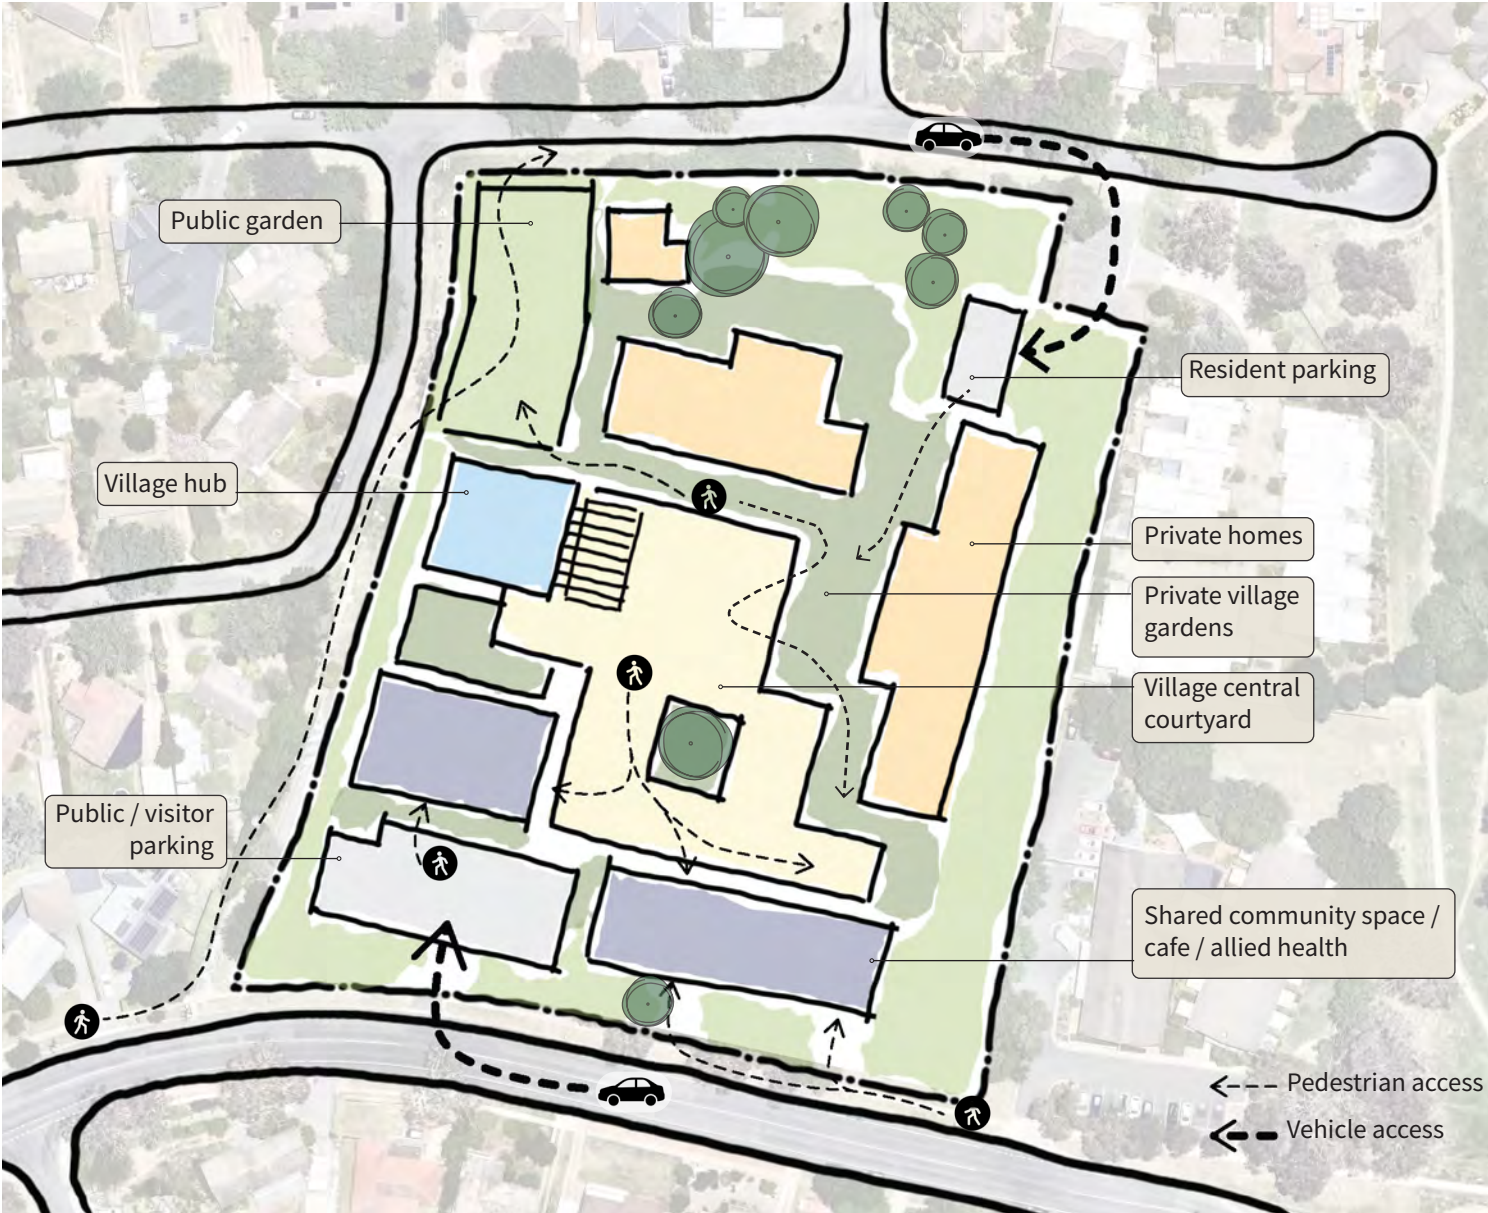 Public garden
Resident parking
Village hub
Private homes
Private village
gardens
Village central
courtyard
Public / visitor
parking
Shared community space /
cafe / allied health
Pedestrian access
Vehicle access